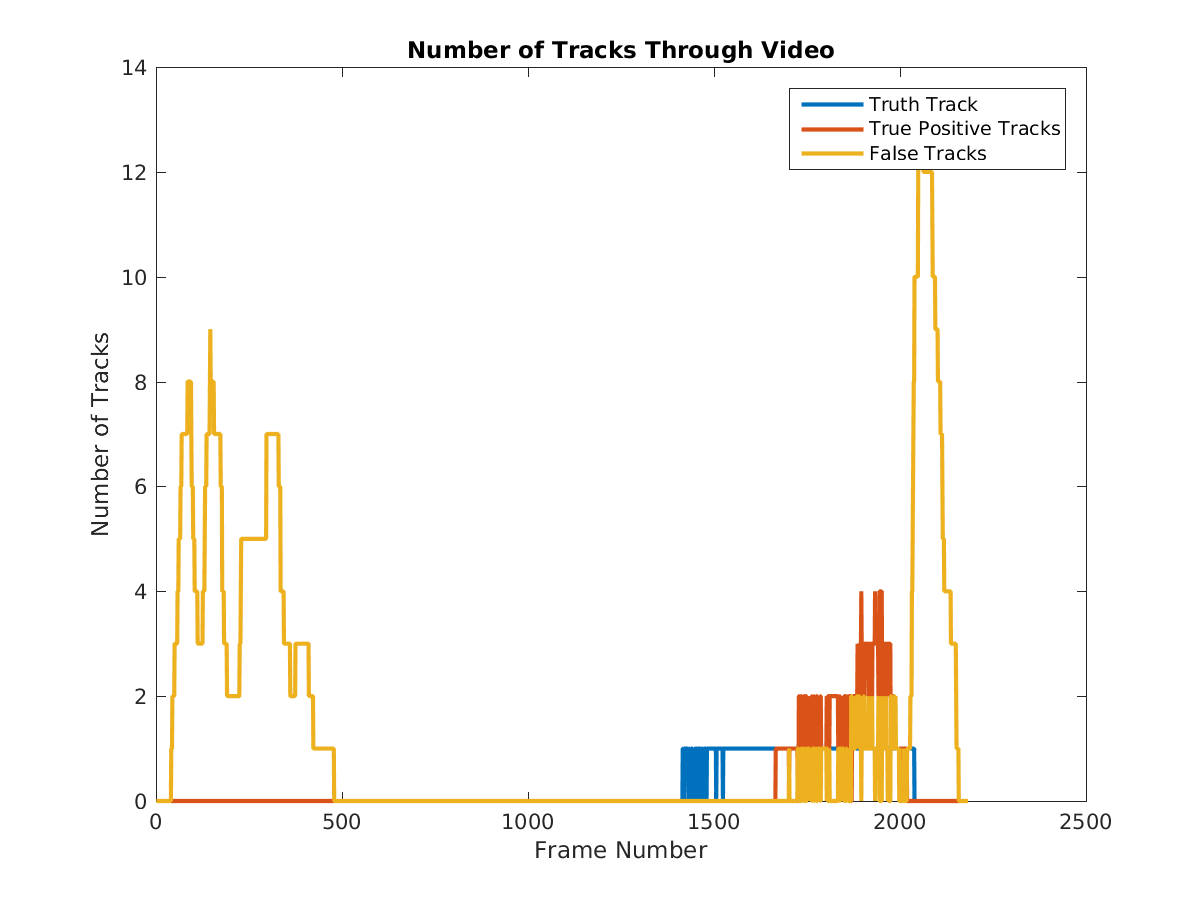 Number of Tracks Through Video
14
12
10
8
6
4
2
0
Number of Tracks
Truth Track
True Positive Tracks
False Tracks
0 500 1000 1500 2000 2500
Frame Number